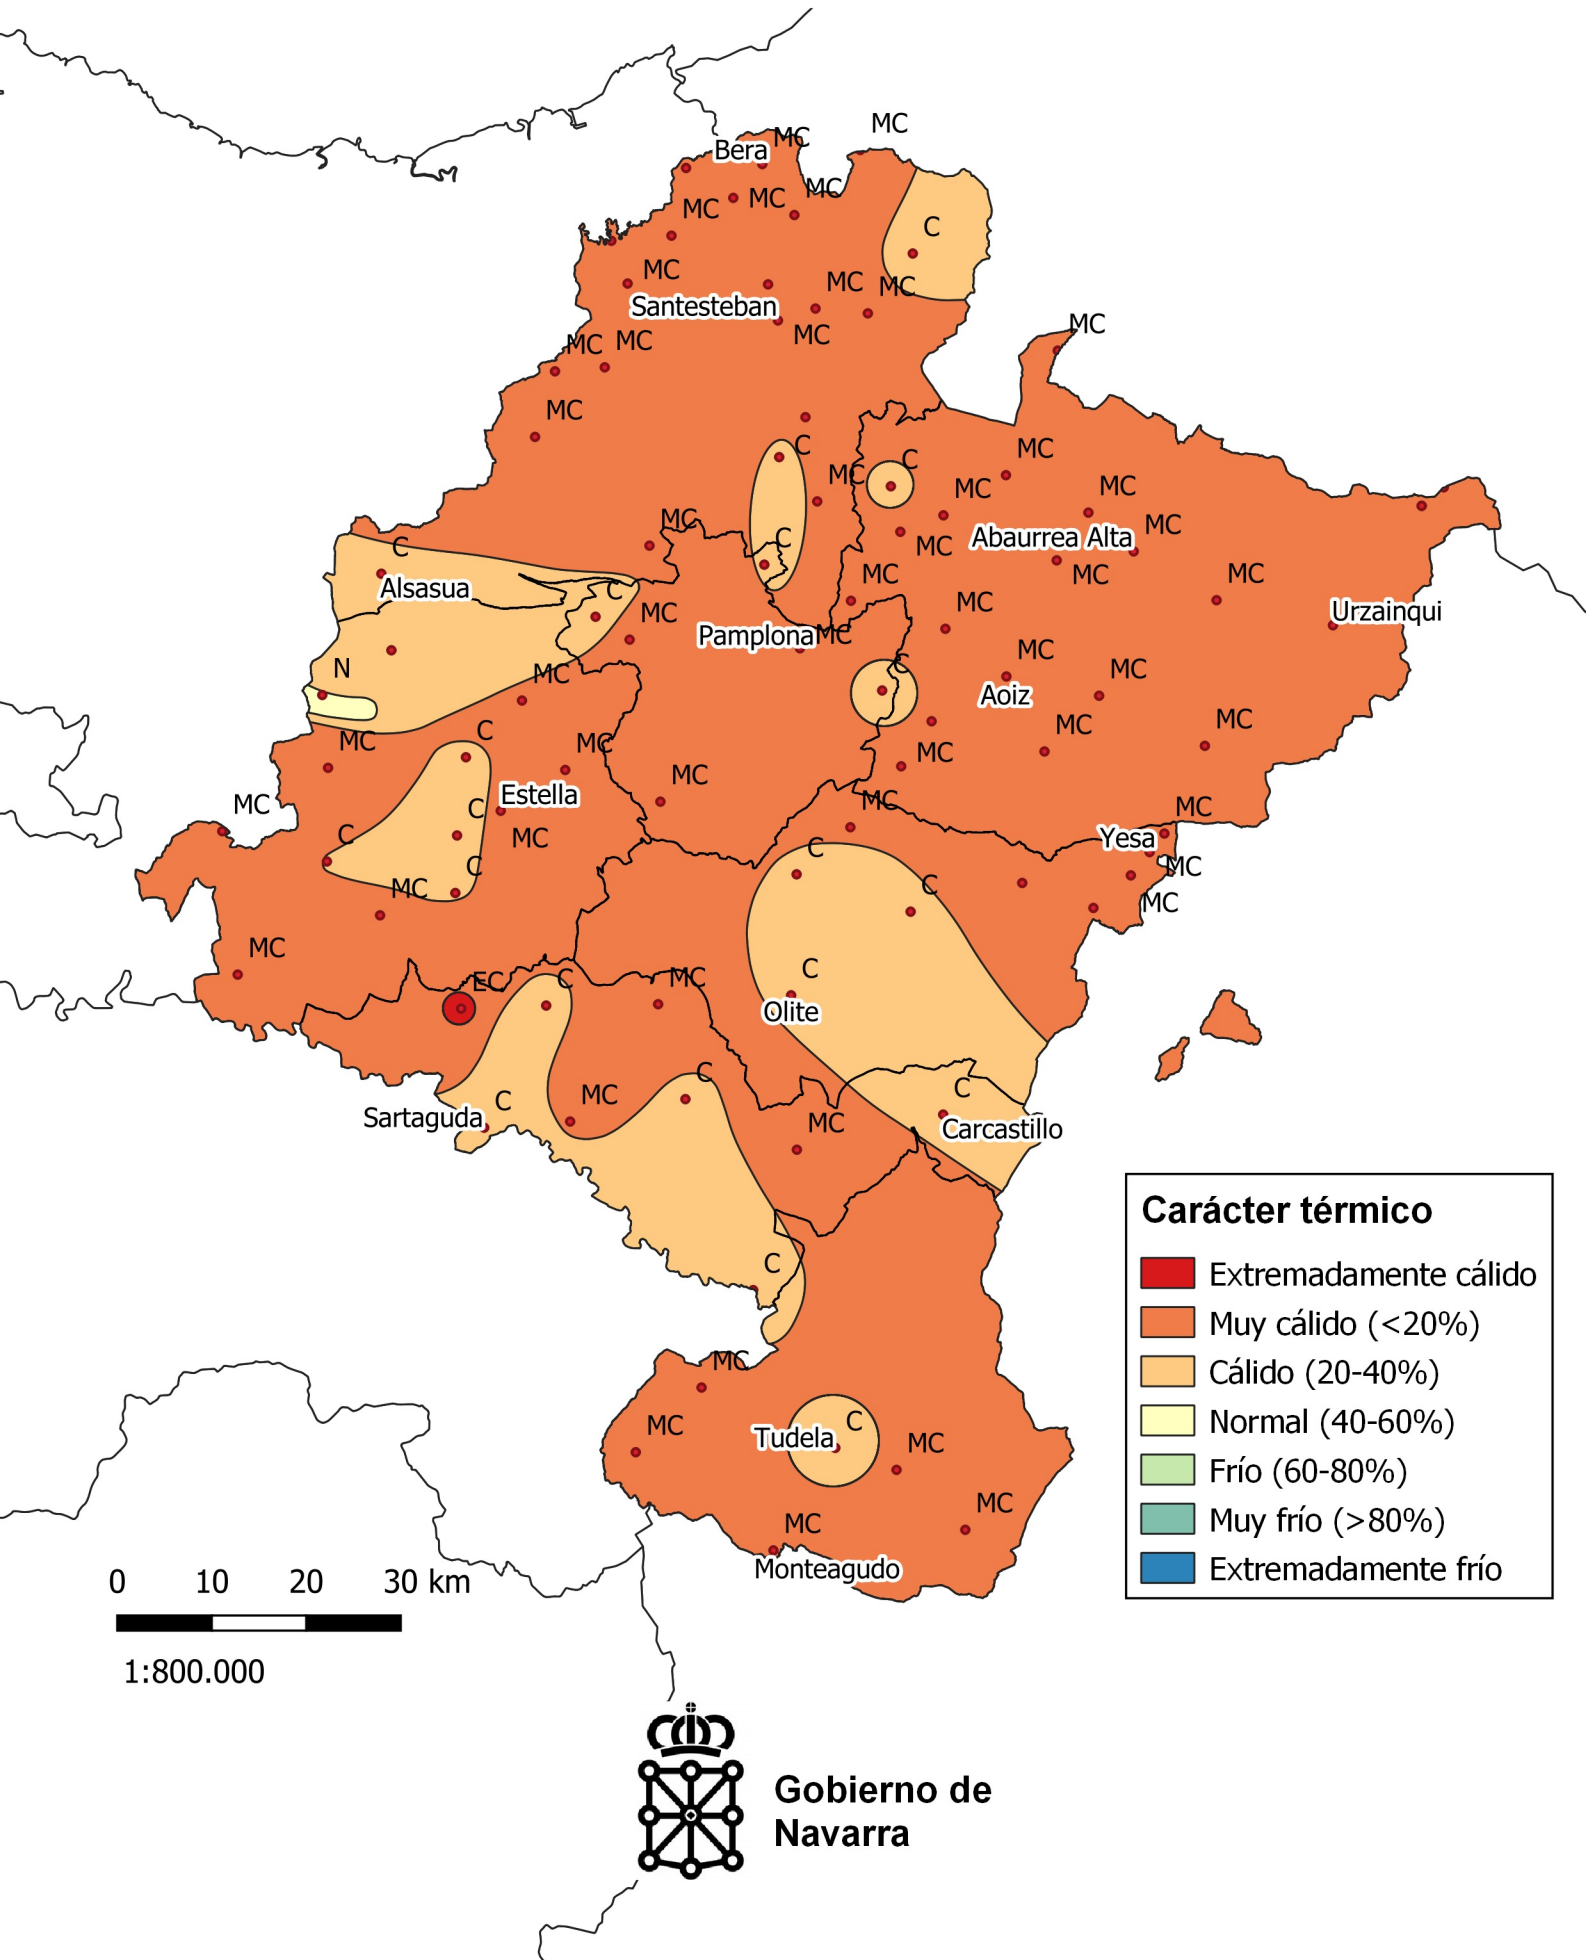 MC
MC
Bera
MC
MC
MC
C
MC
MC
MC
Santesteban
MC
MC
MC
MC
MC
MC
C
MC
C
MC
MC
MC
MC
MC
C
C
Abaurrea Alta
MC
MC
MC
MC
MC
Alsasua
C
MC
MC
Urzainqui
Pamplona
MC
N
MC
C
MC
MC
Aoiz
C
MC
MC
MC
MC
MC
MC
Estella
MC
C
MC
MC
C
MC
Yesa
C
C
MC
MC
C
MC
MC
C
EC
C
MC
Olite
C
C
C
MC
Sartaguda
MC
Carcastillo
C
MC
MC
Tudela
C
MC
MC
MC
Monteagudo
Carácter térmico
Extremadamente cálido
Muy cálido (<20%)
Cálido (20-40%)
Normal (40-60%)
Frío (60-80%)
Muy frío (>80%)
Extremadamente frío
0 10 20 30 km
1:800.000
Gobierno de
Navarra